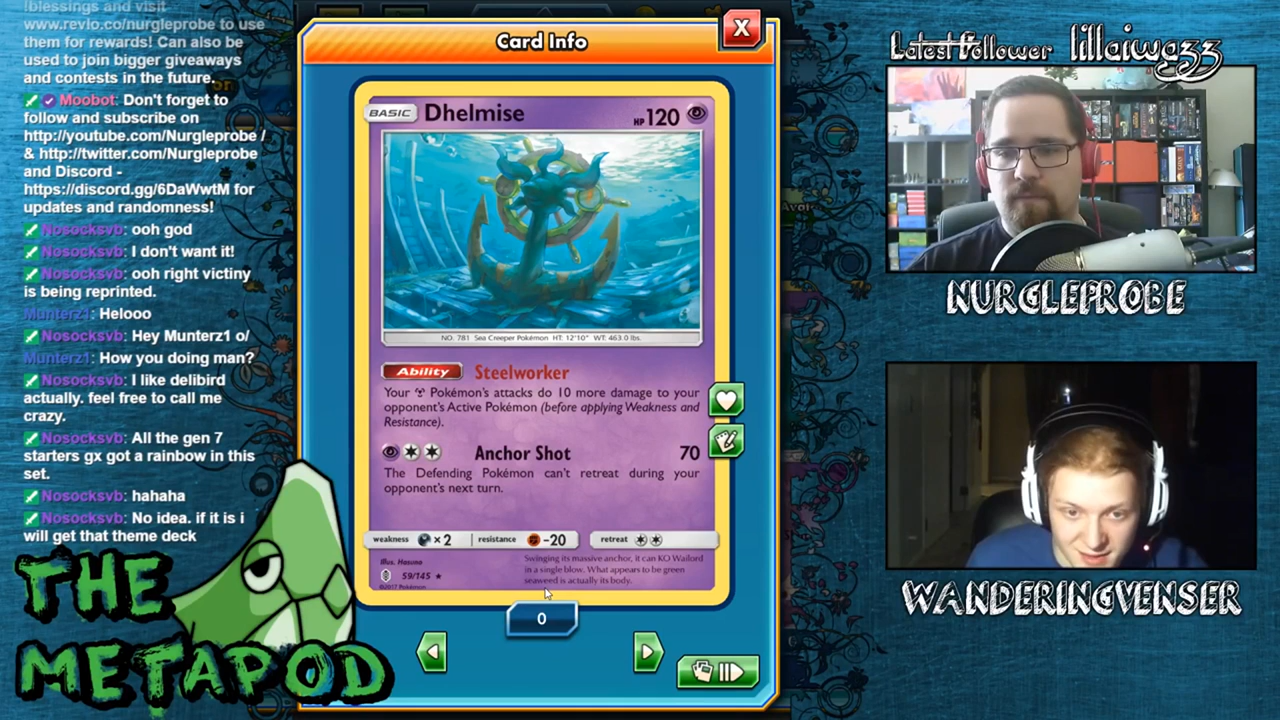 !blessings and visit
www.revlo.co/nurgleprobe to use
them for rewards! Can also be
used to join bigger giveaways
and contests in the future.
Moobot: Don't forget to
follow and subscribe on
http://youtube.com/Nurgleprobe /
& http://twitter.com/Nurgleprobe
and Discord -
https://discord.gg/6DaWwtM for
updates and randomness!
Nosocksvb: ooh god
Nosocksvb: I don't want it!
Nosocksvb: ooh right victiny
is being reprinted.
Munterz1: Helooo
Nosocksvb: Hey Munterz1 o/
Munterz1: How you doing man?
Nosocksvb: I like delibird
actually. feel free to call me
crazy.
Nosocksvb: All the gen 7
starters gx got a rainbow in this
set.
Nosocksvb: hahaha
Nosocksvb: No idea. if it is i
will get that theme deck
THE
METAPOD
Card Info
X
BASIC Dhelmise HP 120
NO. 781 Sea Creeper Pokémon HT: 12'10" WT: 463.0 lbs.
Ability Steelworker
Your Pokémon's attacks do 10 more damage to your
opponent's Active Pokémon (before applying Weakness and
Resistance).
Anchor Shot 70
The Defending Pokémon can't retreat during your
opponent's next turn.
weakness ×2 resistance -20 retreat
Illus. Hasuno
59/145 ★
©2017 Pokémon
Swinging its massive anchor, it can KO Wailord
in a single blow. What appears to be green
seaweed is actually its body.
0
Latest Follower lillaiwazz
NURGLEPROBE
WANDERINGVENSER